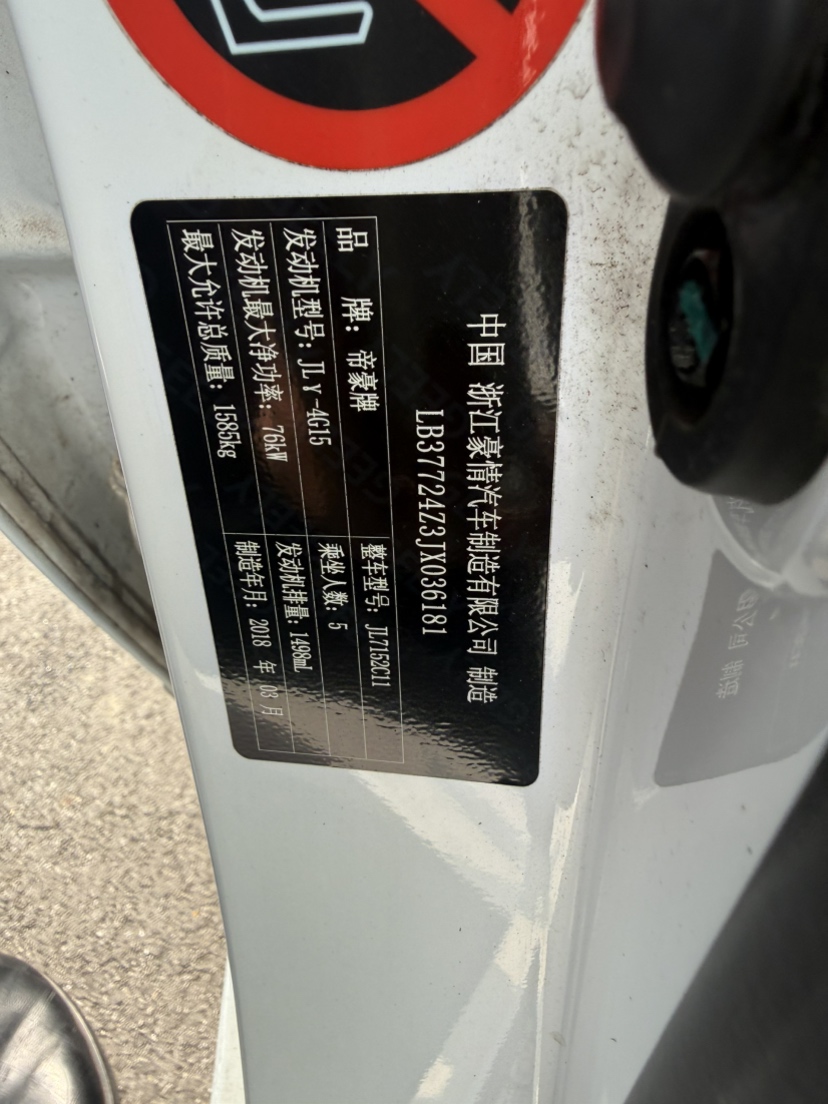 中国 浙江豪情汽车制造有限公司 制造
LB37724Z3JX036181
品 牌：帝豪牌 整车型号：JL7152C11
发动机型号：JLγ-4G15 乘坐人数：5
发动机最大净功率：76kW 发动机排量：1498mL
最大允许总质量：1585kg 制造年月：2018 年 03 月